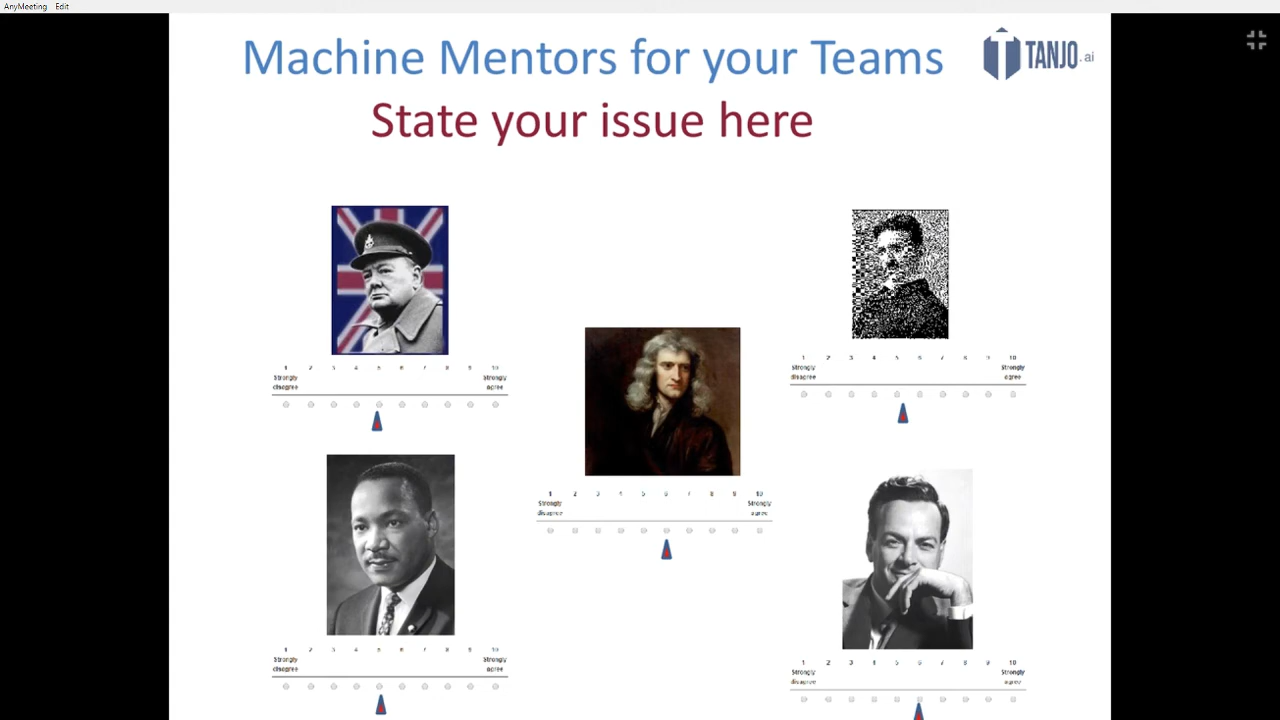 AnyMeeting Edit
Machine Mentors for your Teams
TANJO.ai
State your issue here
1 2 3 4 5 6 7 8 9 10
Strongly disagree
Strongly agree
1 2 3 4 5 6 7 8 9 10
Strongly disagree
Strongly agree
1 2 3 4 5 6 7 8 9 10
Strongly disagree
Strongly agree
1 2 3 4 5 6 7 8 9 10
Strongly disagree
Strongly agree
1 2 3 4 5 6 7 8 9 10
Strongly disagree
Strongly agree